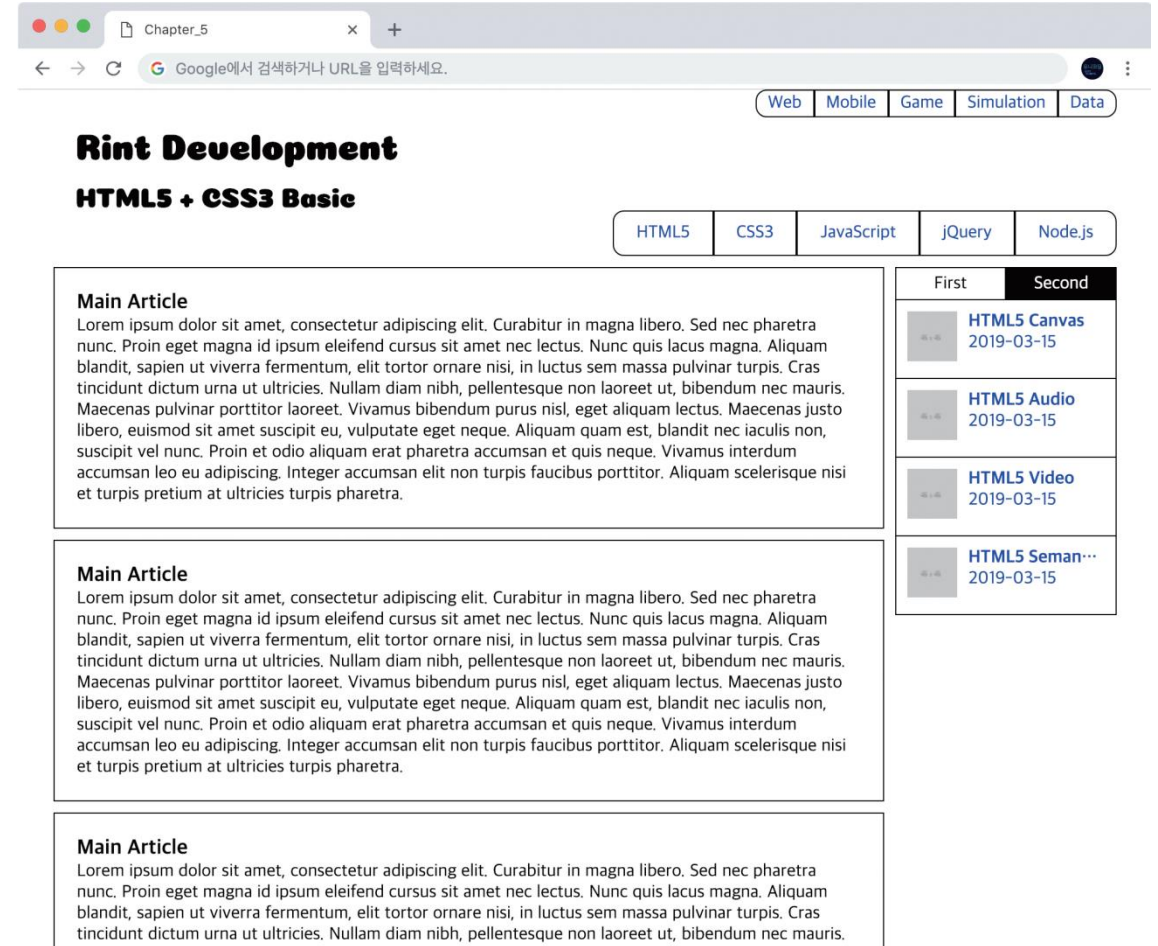 Chapter_5
Google에서 검색하거나 URL을 입력하세요.
Web Mobile Game Simulation Data
Rint Development
HTML5 + CSS3 Basic
HTML5 CSS3 JavaScript jQuery Node.js
Main Article
Lorem ipsum dolor sit amet, consectetur adipiscing elit. Curabitur in magna libero. Sed nec pharetra
nunc. Proin eget magna id ipsum eleifend cursus sit amet nec lectus. Nunc quis lacus magna. Aliquam
blandit, sapien ut viverra fermentum, elit tortor ornare nisi, in luctus sem massa pulvinar turpis. Cras
tincidunt dictum urna ut ultricies. Nullam diam nibh, pellentesque non laoreet ut, bibendum nec mauris.
Maecenas pulvinar porttitor laoreet. Vivamus bibendum purus nisl, eget aliquam lectus. Maecenas justo
libero, euismod sit amet suscipit eu, vulputate eget neque. Aliquam quam est, blandit nec iaculis non,
suscipit vel nunc. Proin et odio aliquam erat pharetra accumsan et quis neque. Vivamus interdum
accumsan leo eu adipiscing. Integer accumsan elit non turpis faucibus porttitor. Aliquam scelerisque nisi
et turpis pretium at ultricies turpis pharetra.
Main Article
Lorem ipsum dolor sit amet, consectetur adipiscing elit. Curabitur in magna libero. Sed nec pharetra
nunc. Proin eget magna id ipsum eleifend cursus sit amet nec lectus. Nunc quis lacus magna. Aliquam
blandit, sapien ut viverra fermentum, elit tortor ornare nisi, in luctus sem massa pulvinar turpis. Cras
tincidunt dictum urna ut ultricies. Nullam diam nibh, pellentesque non laoreet ut, bibendum nec mauris.
Maecenas pulvinar porttitor laoreet. Vivamus bibendum purus nisl, eget aliquam lectus. Maecenas justo
libero, euismod sit amet suscipit eu, vulputate eget neque. Aliquam quam est, blandit nec iaculis non,
suscipit vel nunc. Proin et odio aliquam erat pharetra accumsan et quis neque. Vivamus interdum
accumsan leo eu adipiscing. Integer accumsan elit non turpis faucibus porttitor. Aliquam scelerisque nisi
et turpis pretium at ultricies turpis pharetra.
Main Article
Lorem ipsum dolor sit amet, consectetur adipiscing elit. Curabitur in magna libero. Sed nec pharetra
nunc. Proin eget magna id ipsum eleifend cursus sit amet nec lectus. Nunc quis lacus magna. Aliquam
blandit, sapien ut viverra fermentum, elit tortor ornare nisi, in luctus sem massa pulvinar turpis. Cras
tincidunt dictum urna ut ultricies. Nullam diam nibh, pellentesque non laoreet ut, bibendum nec mauris.
First Second
HTML5 Canvas
2019-03-15
HTML5 Audio
2019-03-15
HTML5 Video
2019-03-15
HTML5 Seman···
2019-03-15